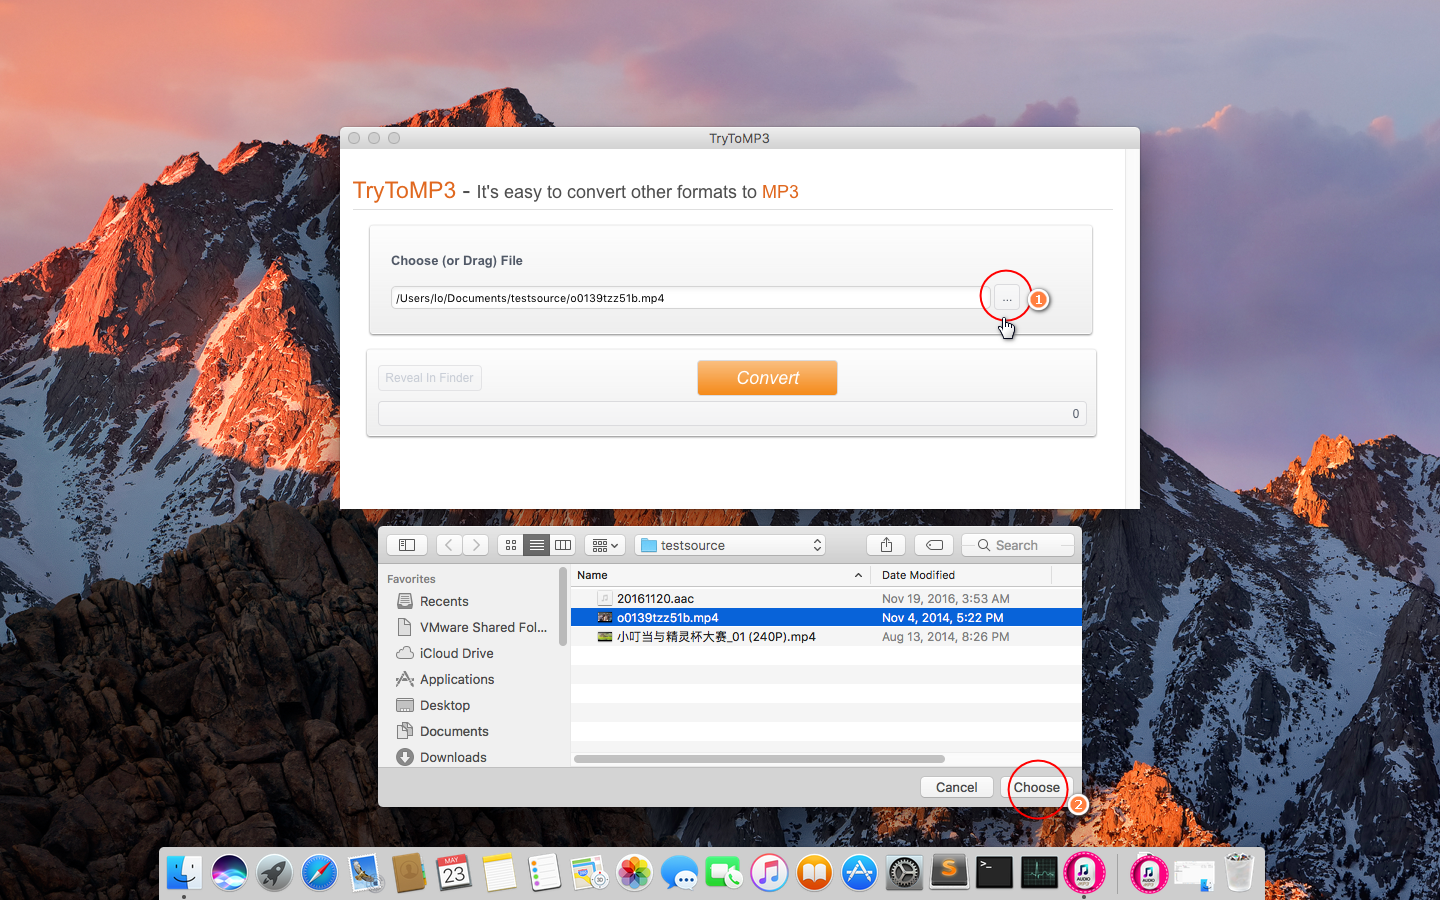 TryToMP3
TryToMP3 - It's easy to convert other formats to MP3
Choose (or Drag) File
/Users/lo/Documents/testsource/o0139tzz51b.mp4
...
1
Reveal In Finder
Convert
0
testsource
Search
Favorites
Recents
VMware Shared Fol...
iCloud Drive
Applications
Desktop
Documents
Downloads
Name
Date Modified
20161120.aac
Nov 19, 2016, 3:53 AM
o0139tzz51b.mp4
Nov 4, 2014, 5:22 PM
小叮当与精灵杯大赛_01 (240P).mp4
Aug 13, 2014, 8:26 PM
Cancel
Choose
2
MAY
23
S
>_
AUDIO
AUDIO